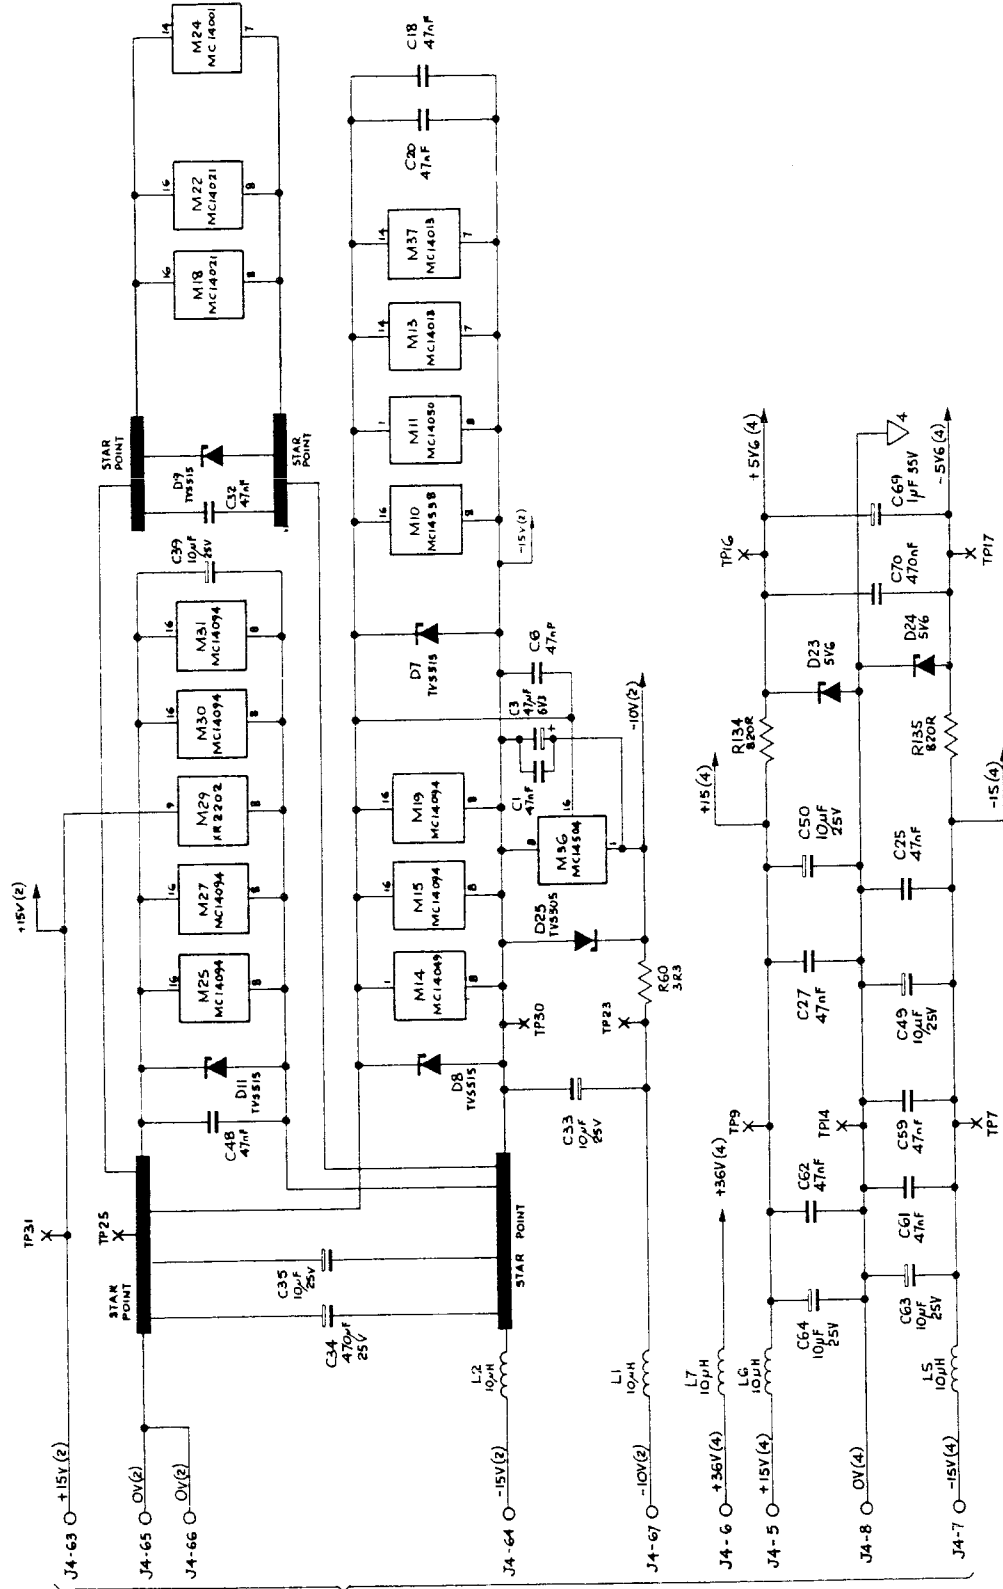 J4-63
+15V(2)
TP31
+15V(2)
J4-65
0V(2)
J4-66
0V(2)
STAR
POINT
TP25
C48
47nF
D11
TVS515
16
M25
MC14094
8
16
M27
MC14094
8
9
M29
XR2202
8
16
M30
MC14094
8
16
M31
MC14094
8
C39
10µF
25V
STAR
POINT
D9
TVS515
C32
47nF
STAR
POINT
16
M18
MC14021
8
16
M22
MC14021
8
14
M24
MC14001
7
C34
470µF
25V
C35
10µF
25V
J4-64
-15V(2)
L2
10µH
STAR POINT
D8
TVS515
TP30
1
M14
MC14049
8
16
M15
MC14094
8
16
M19
MC14094
8
D7
TVS515
16
M10
MC14538
8
1
M11
MC14050
8
14
M13
MC14013
7
14
M37
MC14013
7
C20
47nF
C18
47nF
-15V(2)
C33
10µF
25V
D25
TVS505
8
M36
MC14504
16
1
C1
47nF
C3
47µF
6V3
+
C6
47nF
J4-67
-10V(2)
L1
10µH
TP23
R60
3R3
-10V(2)
J4-6
+36V(4)
L7
10µH
+36V(4)
J4-5
+15V(4)
L6
10µH
TP9
+15(4)
R134
820R
TP16
+5V6(4)
C64
10µF
25V
C62
47nF
C27
47nF
C50
10µF
25V
D23
5V6
J4-8
0V(4)
TP14
4
C63
10µF
25V
C61
47nF
C59
47nF
C49
10µF
25V
C25
47nF
D24
5V6
C70
470nF
C69
1µF 35V
J4-7
-15V(4)
L5
10µH
TP7
-15(4)
R135
820R
TP17
-5V6(4)